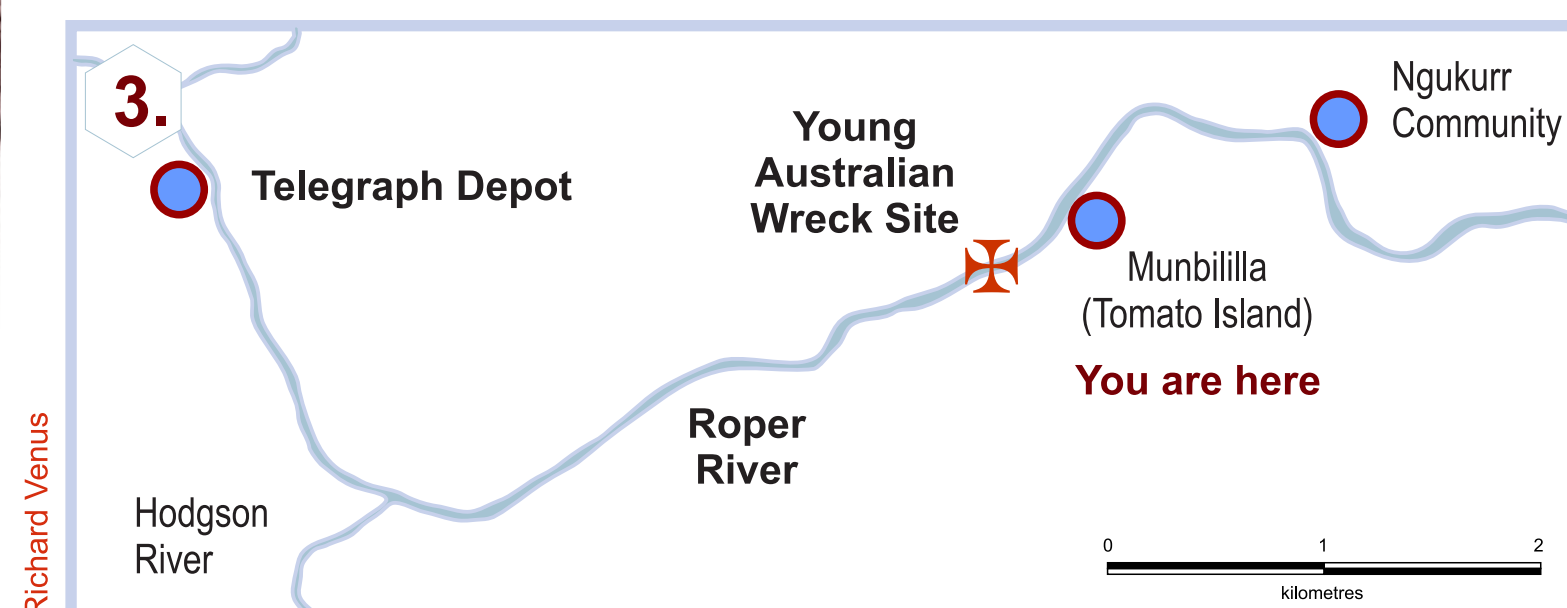 3.
Telegraph Depot
Young
Australian
Wreck Site
Ngukurr
Community
Munbililla
(Tomato Island)
You are here
Roper
River
Hodgson
River
0 1 2
kilometres
Richard Venus